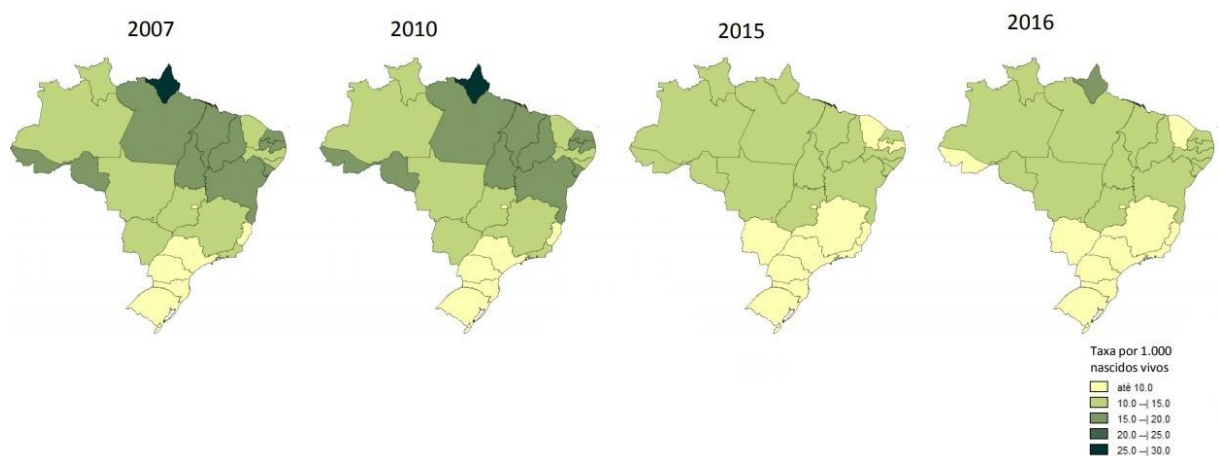 2007
2010
2015
2016
Taxa por 1.000
nascidos vivos
até 10.0
10.0 --| 15.0
15.0 --| 20.0
20.0 --| 25.0
25.0 --| 30.0